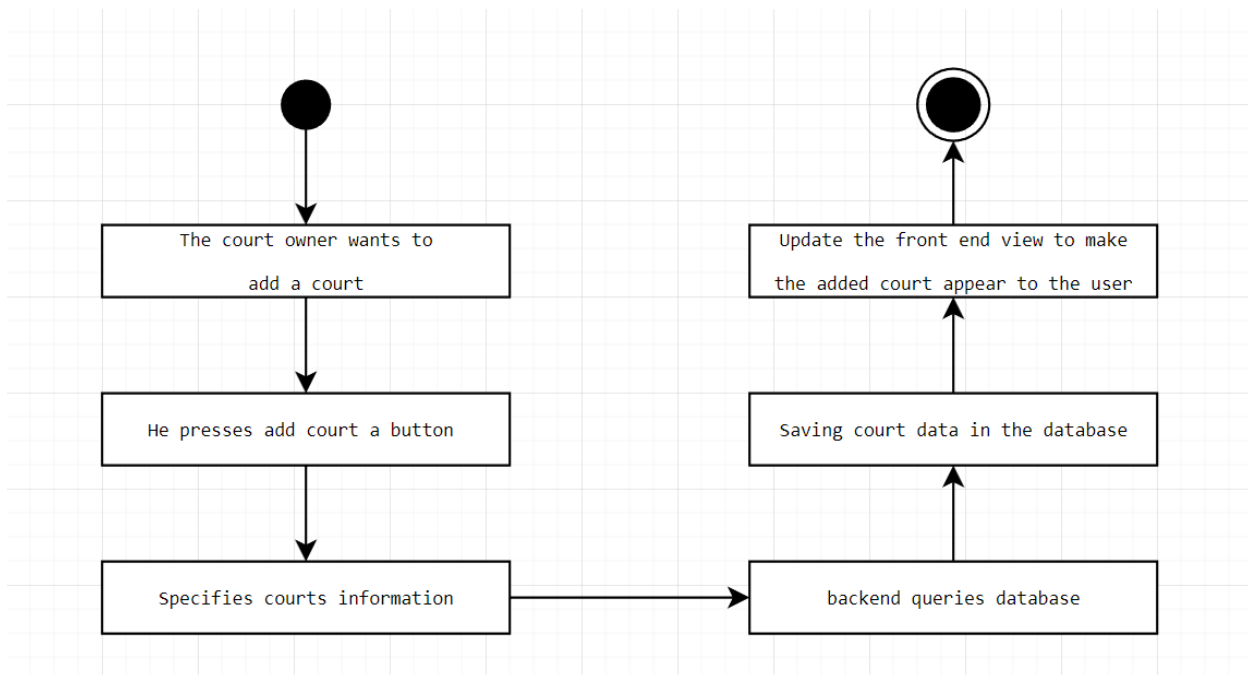 The court owner wants to
add a court
He presses add court a button
Specifies courts information
backend queries database
Saving court data in the database
Update the front end view to make
the added court appear to the user